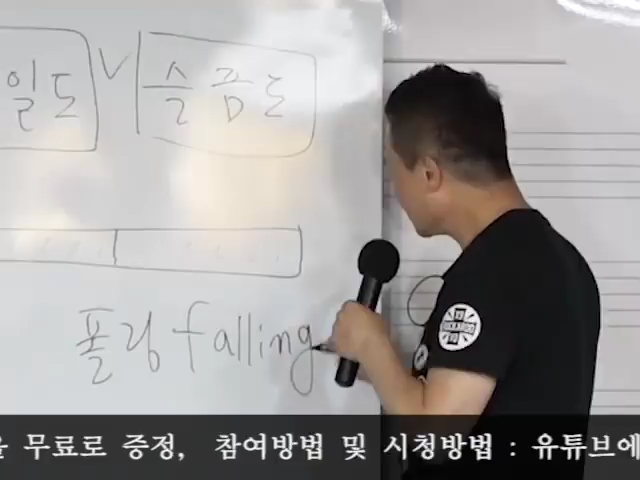 일도 V 슬픔도
폴링 falling
을 무료로 증정, 참여방법 및 시청방법 : 유튜브에